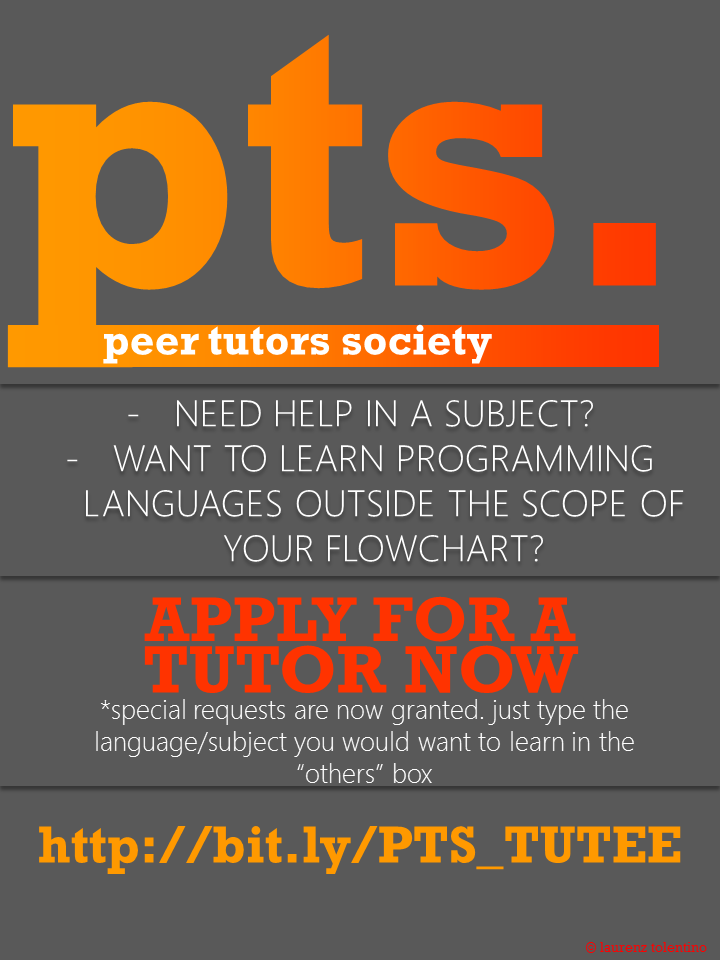 pts.
peer tutors society
- NEED HELP IN A SUBJECT?
- WANT TO LEARN PROGRAMMING
LANGUAGES OUTSIDE THE SCOPE OF
YOUR FLOWCHART?
APPLY FOR A
TUTOR NOW
*special requests are now granted. just type the
language/subject you would want to learn in the
“others” box
http://bit.ly/PTS_TUTEE
© laurenz tolentino